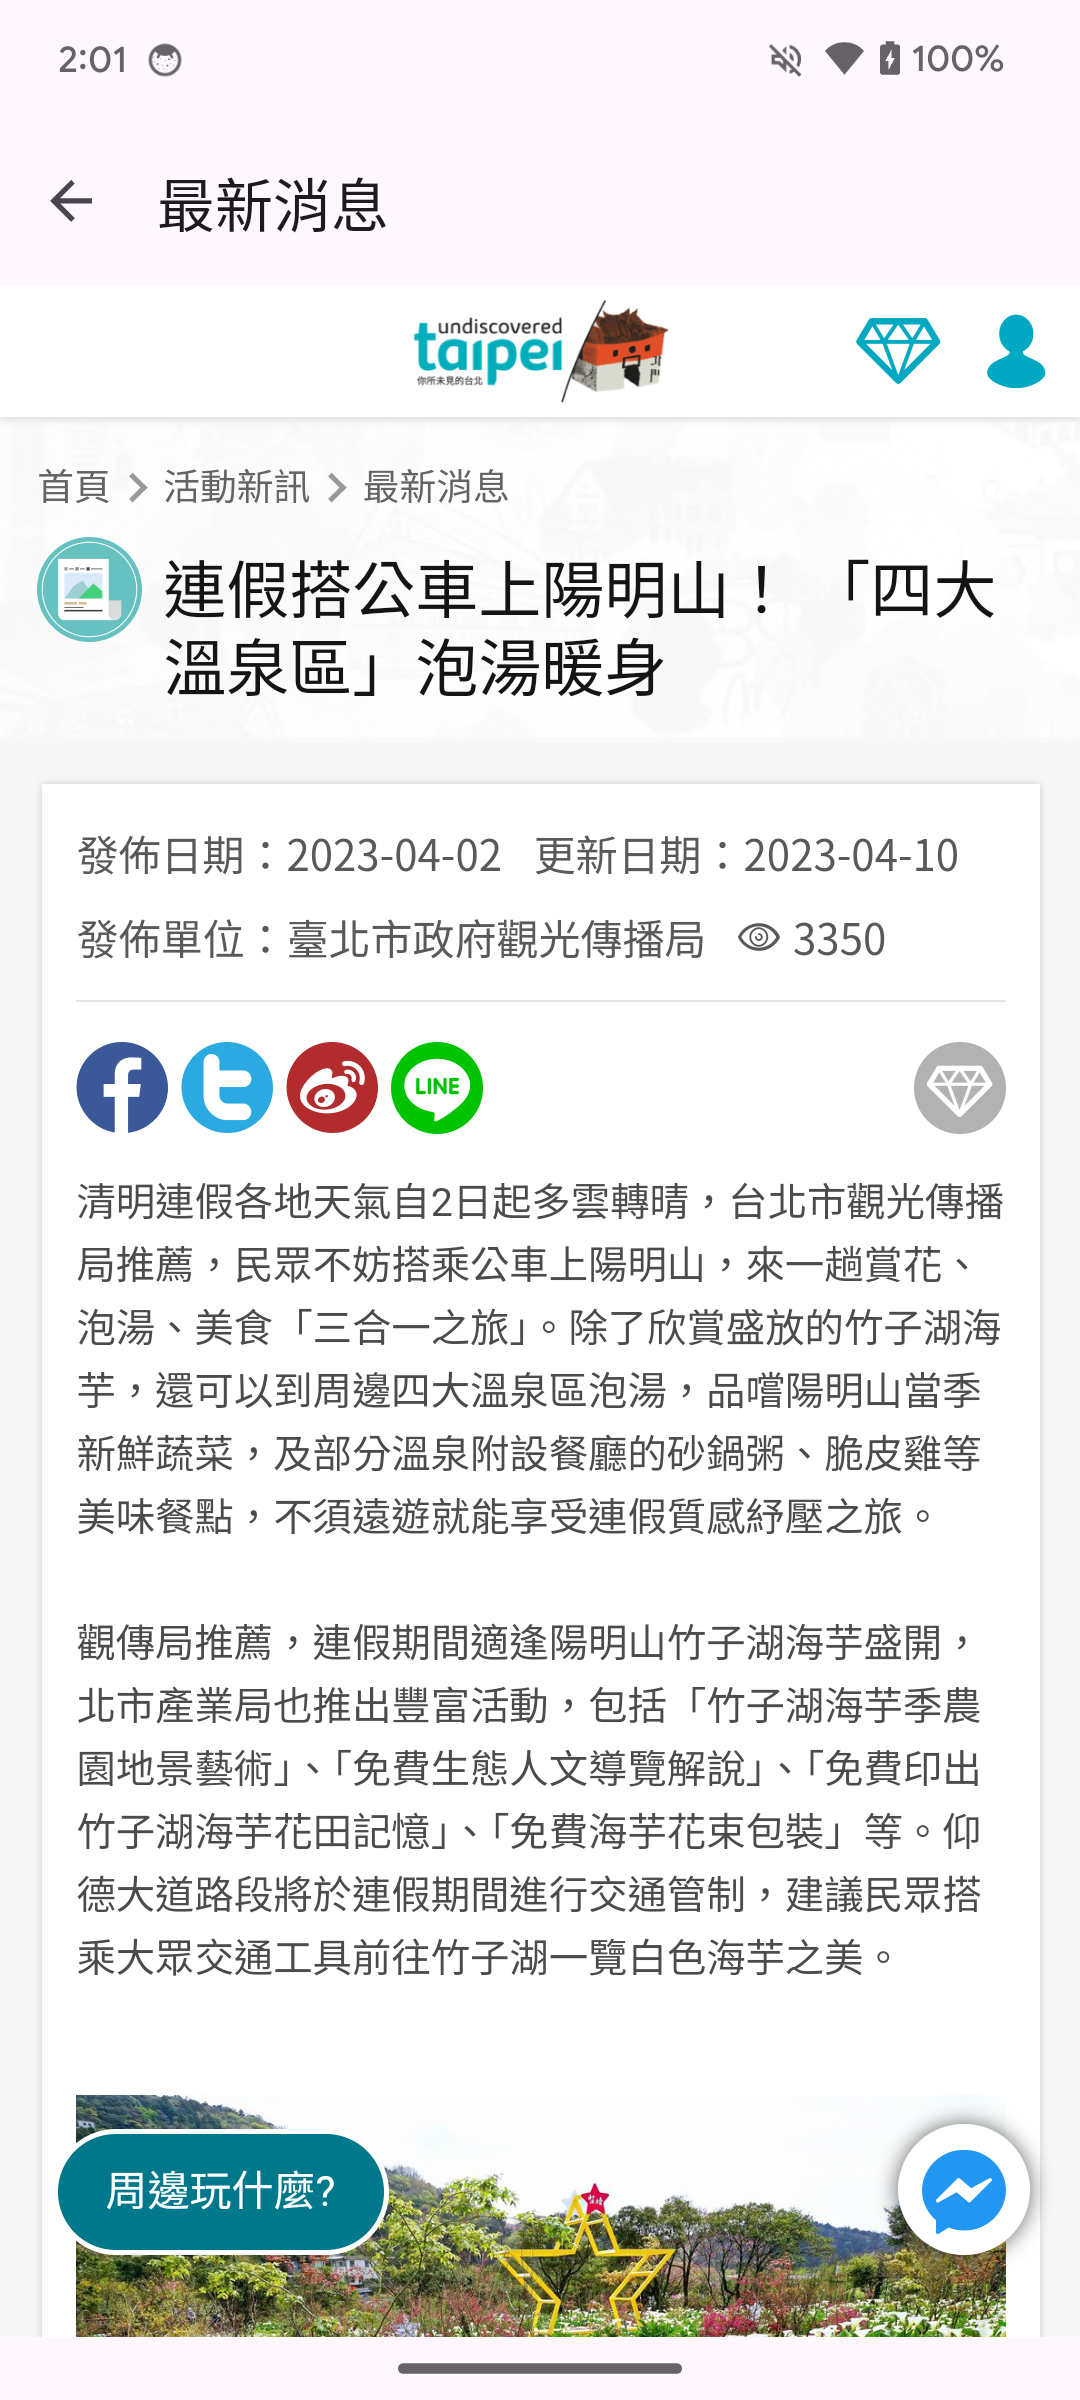 2:01
100%
最新消息
undiscovered
taipei
你所未見的台北
首頁 > 活動新訊 > 最新消息
連假搭公車上陽明山！ 「四大
溫泉區」泡湯暖身
發佈日期：2023-04-02 更新日期：2023-04-10
發佈單位：臺北市政府觀光傳播局 3350
LINE
清明連假各地天氣自2日起多雲轉晴，台北市觀光傳播
局推薦，民眾不妨搭乘公車上陽明山，來一趟賞花、
泡湯、美食「三合一之旅」。除了欣賞盛放的竹子湖海
芋，還可以到周邊四大溫泉區泡湯，品嚐陽明山當季
新鮮蔬菜，及部分溫泉附設餐廳的砂鍋粥、脆皮雞等
美味餐點，不須遠遊就能享受連假質感紓壓之旅。
觀傳局推薦，連假期間適逢陽明山竹子湖海芋盛開，
北市產業局也推出豐富活動，包括「竹子湖海芋季農
園地景藝術」、「免費生態人文導覽解說」、「免費印出
竹子湖海芋花田記憶」、「免費海芋花束包裝」等。仰
德大道路段將於連假期間進行交通管制，建議民眾搭
乘大眾交通工具前往竹子湖一覽白色海芋之美。
周邊玩什麼?